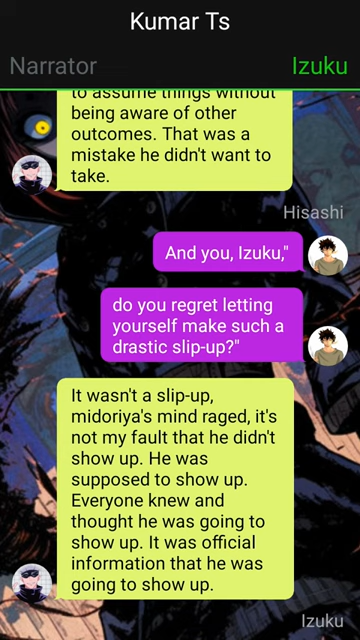 Kumar Ts
Narrator
Izuku
to assume things without
being aware of other
outcomes. That was a
mistake he didn't want to
take.
Hisashi
And you, Izuku,"
do you regret letting
yourself make such a
drastic slip-up?"
It wasn't a slip-up,
midoriya's mind raged, it's
not my fault that he didn't
show up. He was
supposed to show up.
Everyone knew and
thought he was going to
show up. It was official
information that he was
going to show up.
Izuku